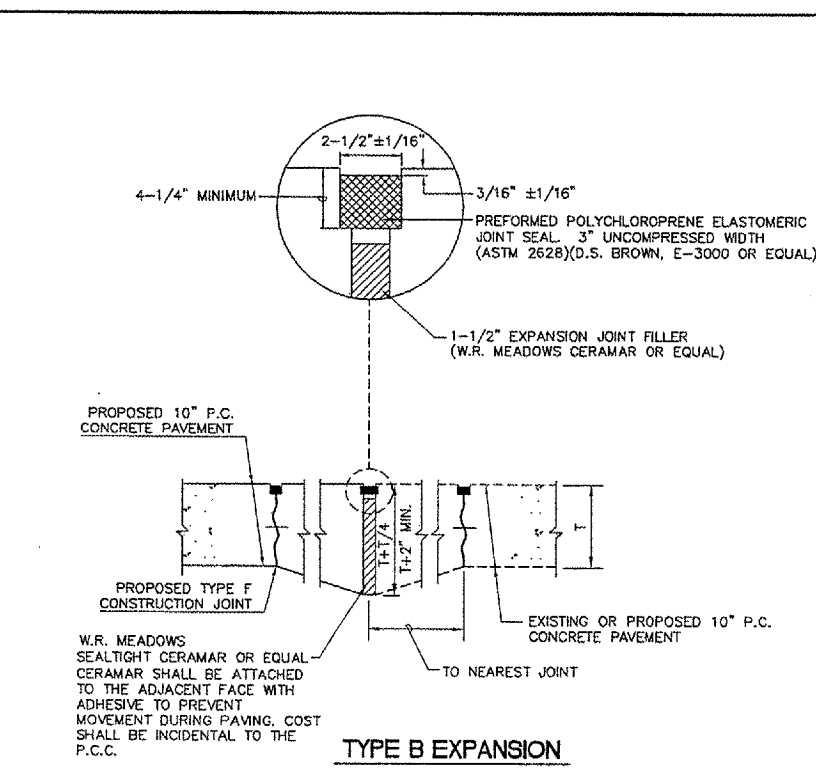 2-1/2"±1/16"
4-1/4" MINIMUM
3/16" ±1/16"
PREFORMED POLYCHLOROPRENE ELASTOMERIC
JOINT SEAL. 3" UNCOMPRESSED WIDTH
(ASTM 2628)(D.S. BROWN, E-3000 OR EQUAL)
1-1/2" EXPANSION JOINT FILLER
(W.R. MEADOWS CERAMAR OR EQUAL)
PROPOSED 10" P.C.
CONCRETE PAVEMENT
T+T/4
T+2" MIN.
T
PROPOSED TYPE F
CONSTRUCTION JOINT
EXISTING OR PROPOSED 10" P.C.
CONCRETE PAVEMENT
TO NEAREST JOINT
W.R. MEADOWS
SEALTIGHT CERAMAR OR EQUAL
CERAMAR SHALL BE ATTACHED
TO THE ADJACENT FACE WITH
ADHESIVE TO PREVENT
MOVEMENT DURING PAVING. COST
SHALL BE INCIDENTAL TO THE
P.C.C.
TYPE B EXPANSION